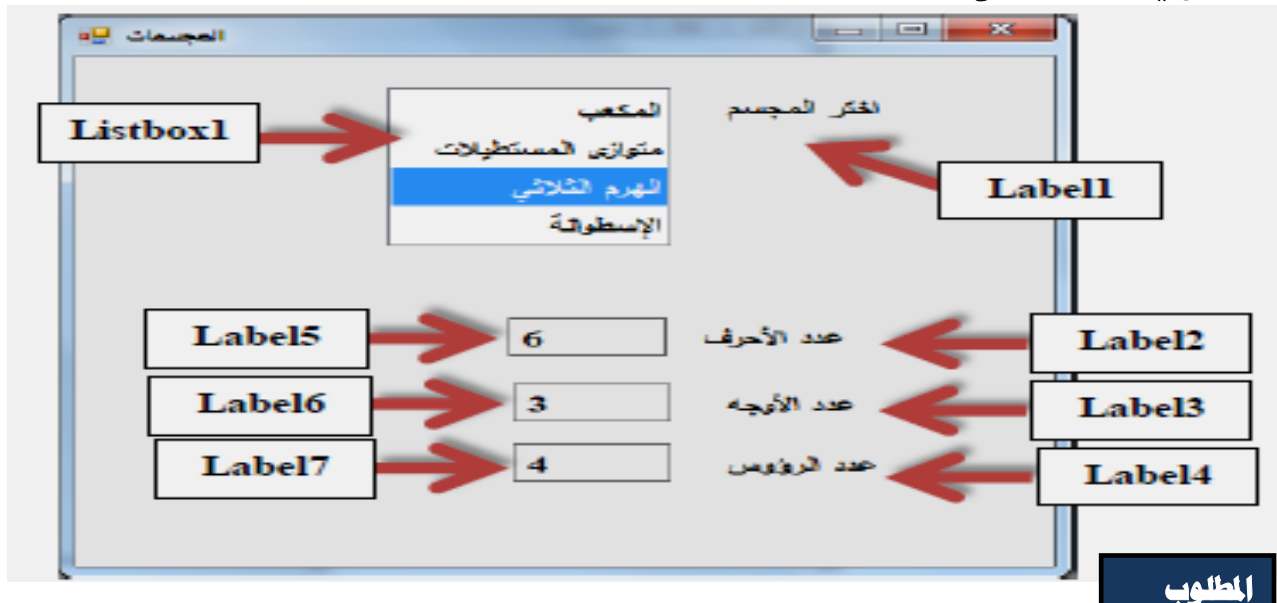 المجسمات
اختر المجسم
المكعب
متوازى المستطيلات
الهرم الثلاثي
الإسطوانة
Listbox1
Label1
عدد الأحرف
6
Label5
Label2
عدد الأوجه
3
Label6
Label3
عدد الرؤوس
4
Label7
Label4
المطلوب